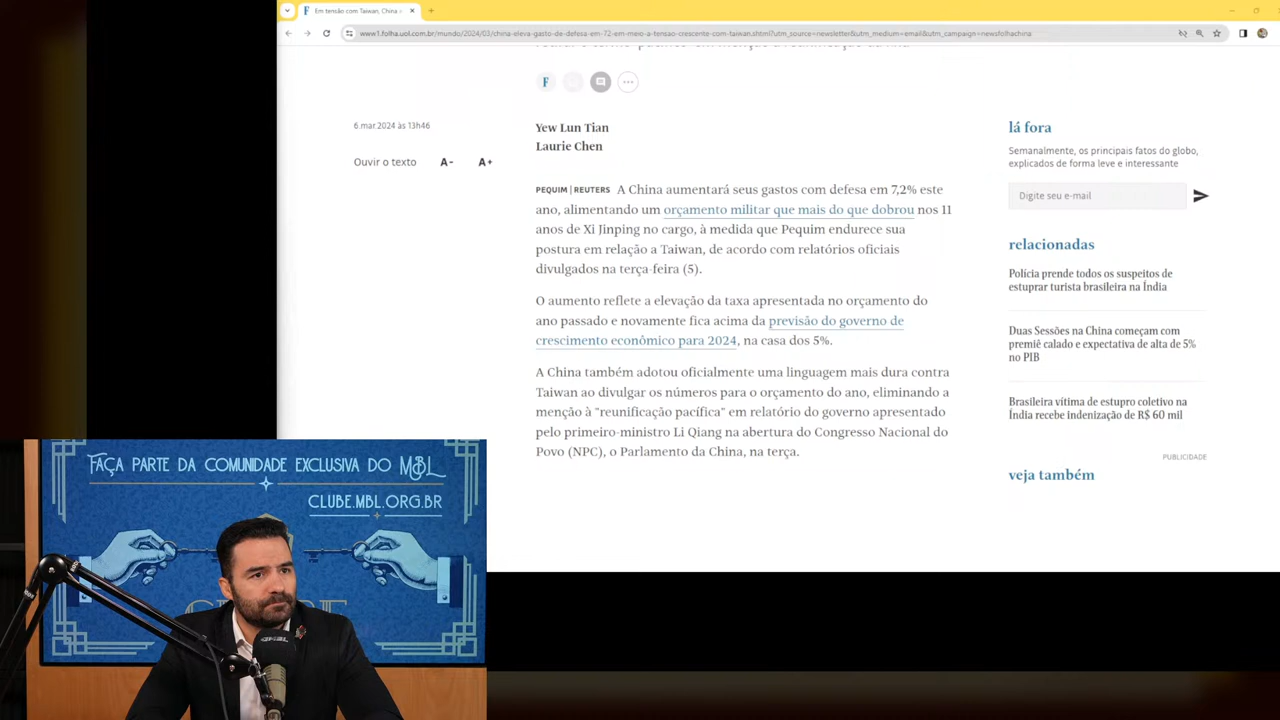 Em tensão com Taiwan, China
www1.folha.uol.com.br/mundo/2024/03/china-eleva-gasto-de-defesa-em-72-em-meio-a-tensao-crescente-com-taiwan.shtml?utm_source=newsletter&utm_medium=email&utm_campaign=newsfolhachina
F
6.mar.2024 às 13h46
Ouvir o texto A- A+
Yew Lun Tian
Laurie Chen
PEQUIM | REUTERS A China aumentará seus gastos com defesa em 7,2% este
ano, alimentando um orçamento militar que mais do que dobrou nos 11
anos de Xi Jinping no cargo, à medida que Pequim endurece sua
postura em relação a Taiwan, de acordo com relatórios oficiais
divulgados na terça-feira (5).
O aumento reflete a elevação da taxa apresentada no orçamento do
ano passado e novamente fica acima da previsão do governo de
crescimento econômico para 2024, na casa dos 5%.
A China também adotou oficialmente uma linguagem mais dura contra
Taiwan ao divulgar os números para o orçamento do ano, eliminando a
menção à "reunificação pacífica" em relatório do governo apresentado
pelo primeiro-ministro Li Qiang na abertura do Congresso Nacional do
Povo (NPC), o Parlamento da China, na terça.
lá fora
Semanalmente, os principais fatos do globo,
explicados de forma leve e interessante
Digite seu e-mail
relacionadas
Polícia prende todos os suspeitos de
estuprar turista brasileira na Índia
Duas Sessões na China começam com
premiê calado e expectativa de alta de 5%
no PIB
Brasileira vítima de estupro coletivo na
Índia recebe indenização de R$ 60 mil
PUBLICIDADE
veja também
FAÇA PARTE DA COMUNIDADE EXCLUSIVA DO MBL
CLUBE.MBL.ORG.BR